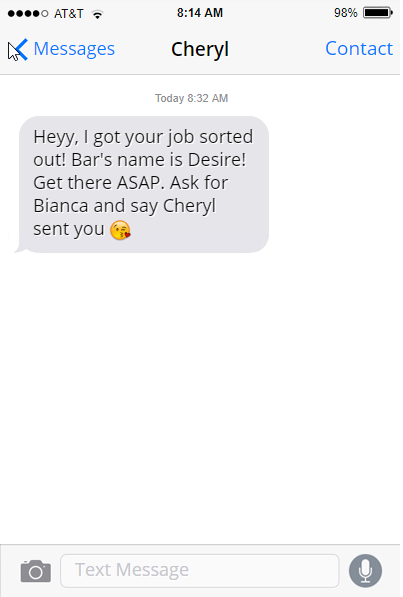 AT&T 8:14 AM 98%
Messages Cheryl Contact
Today 8:32 AM
Heyy, I got your job sorted
out! Bar's name is Desire!
Get there ASAP. Ask for
Bianca and say Cheryl
sent you 😘
Text Message